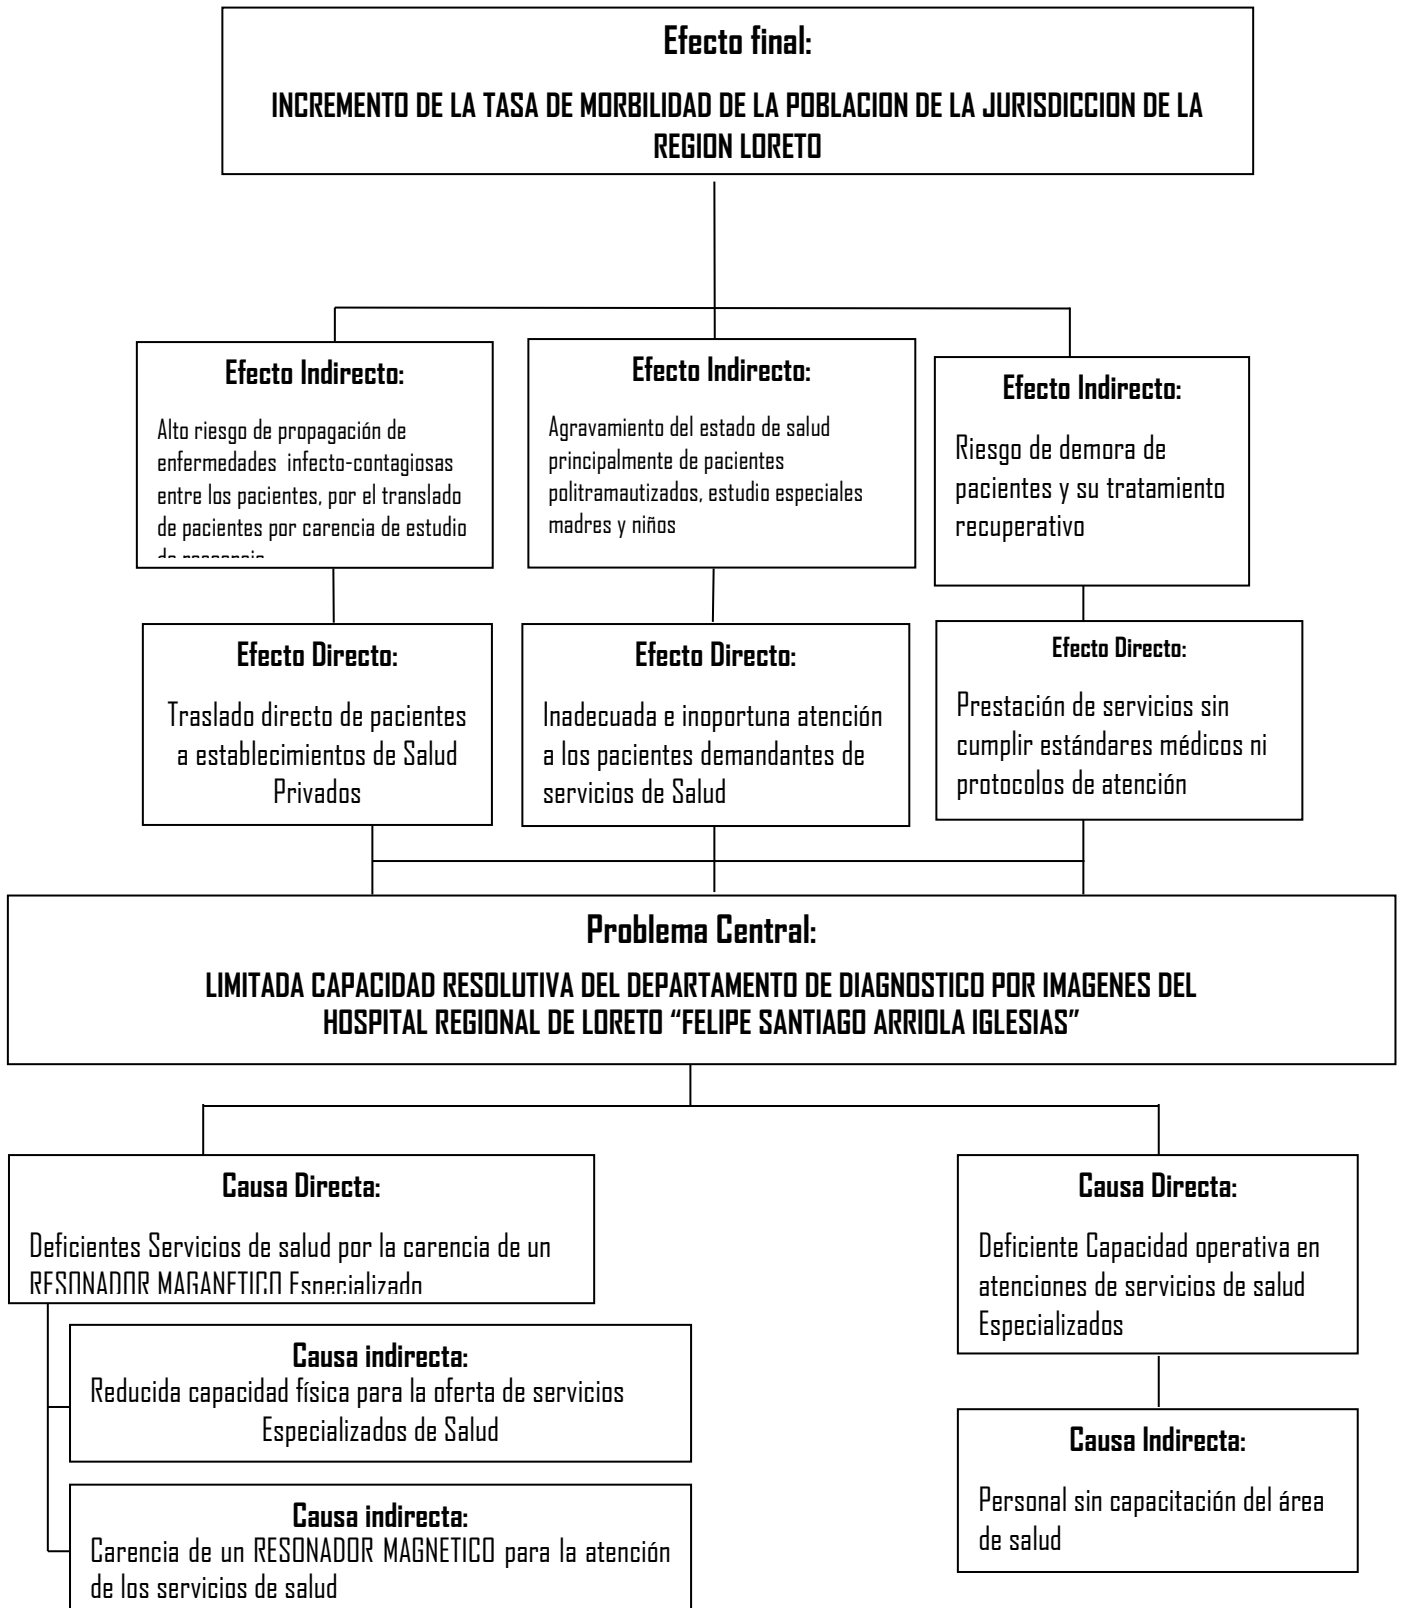 Efecto final:
INCREMENTO DE LA TASA DE MORBILIDAD DE LA POBLACION DE LA JURISDICCION DE LA
REGION LORETO
Efecto Indirecto:
Alto riesgo de propagación de
enfermedades infecto-contagiosas
entre los pacientes, por el translado
de pacientes por carencia de estudio
Efecto Indirecto:
Agravamiento del estado de salud
principalmente de pacientes
politramautizados, estudio especiales
madres y niños
Efecto Indirecto:
Riesgo de demora de
pacientes y su tratamiento
recuperativo
Efecto Directo:
Traslado directo de pacientes
a establecimientos de Salud
Privados
Efecto Directo:
Inadecuada e inoportuna atención
a los pacientes demandantes de
servicios de Salud
Efecto Directo:
Prestación de servicios sin
cumplir estándares médicos ni
protocolos de atención
Problema Central:
LIMITADA CAPACIDAD RESOLUTIVA DEL DEPARTAMENTO DE DIAGNOSTICO POR IMAGENES DEL
HOSPITAL REGIONAL DE LORETO “FELIPE SANTIAGO ARRIOLA IGLESIAS”
Causa Directa:
Deficientes Servicios de salud por la carencia de un
RESONADOR MAGANETICO Especializado
Causa indirecta:
Reducida capacidad física para la oferta de servicios
Especializados de Salud
Causa indirecta:
Carencia de un RESONADOR MAGNETICO para la atención
de los servicios de salud
Causa Directa:
Deficiente Capacidad operativa en
atenciones de servicios de salud
Especializados
Causa Indirecta:
Personal sin capacitación del área
de salud